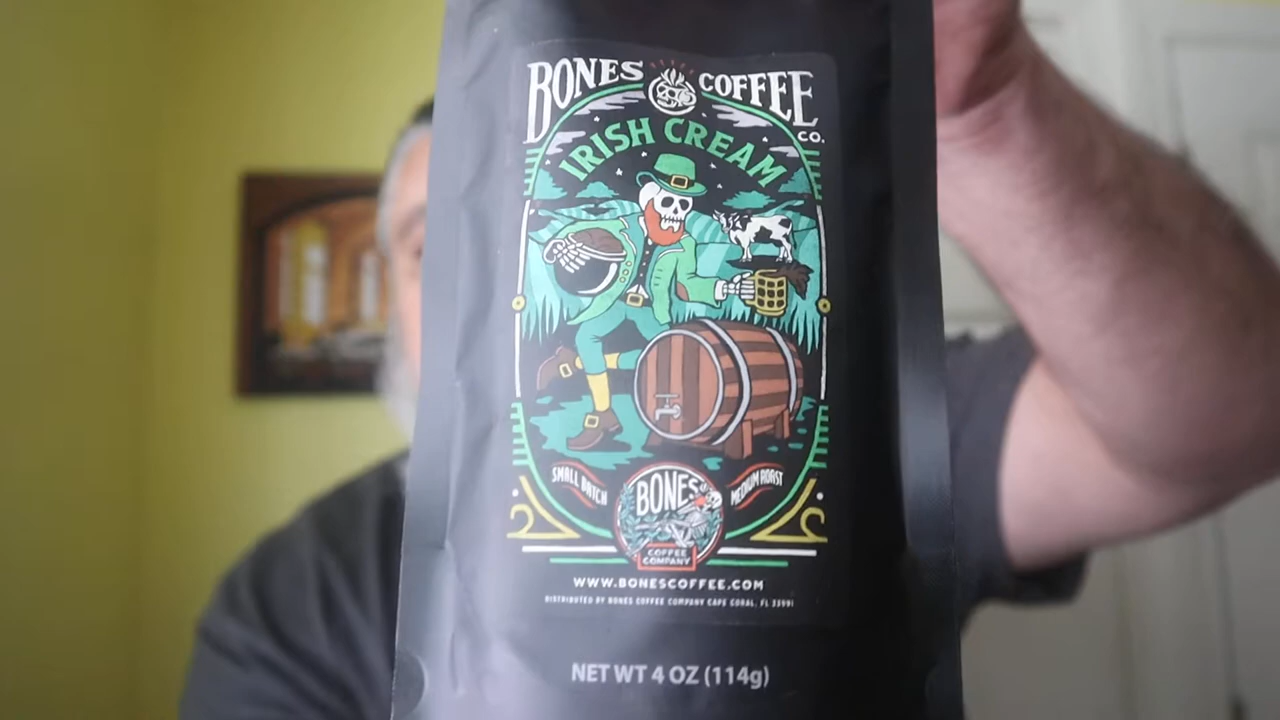 BONES COFFEE CO.
IRISH CREAM
SMALL BATCH
MEDIUM ROAST
BONES
COFFEE
COMPANY
WWW.BONESCOFFEE.COM
DISTRIBUTED BY BONES COFFEE COMPANY CAPE CORAL, FL 33991
NET WT 4 OZ (114g)